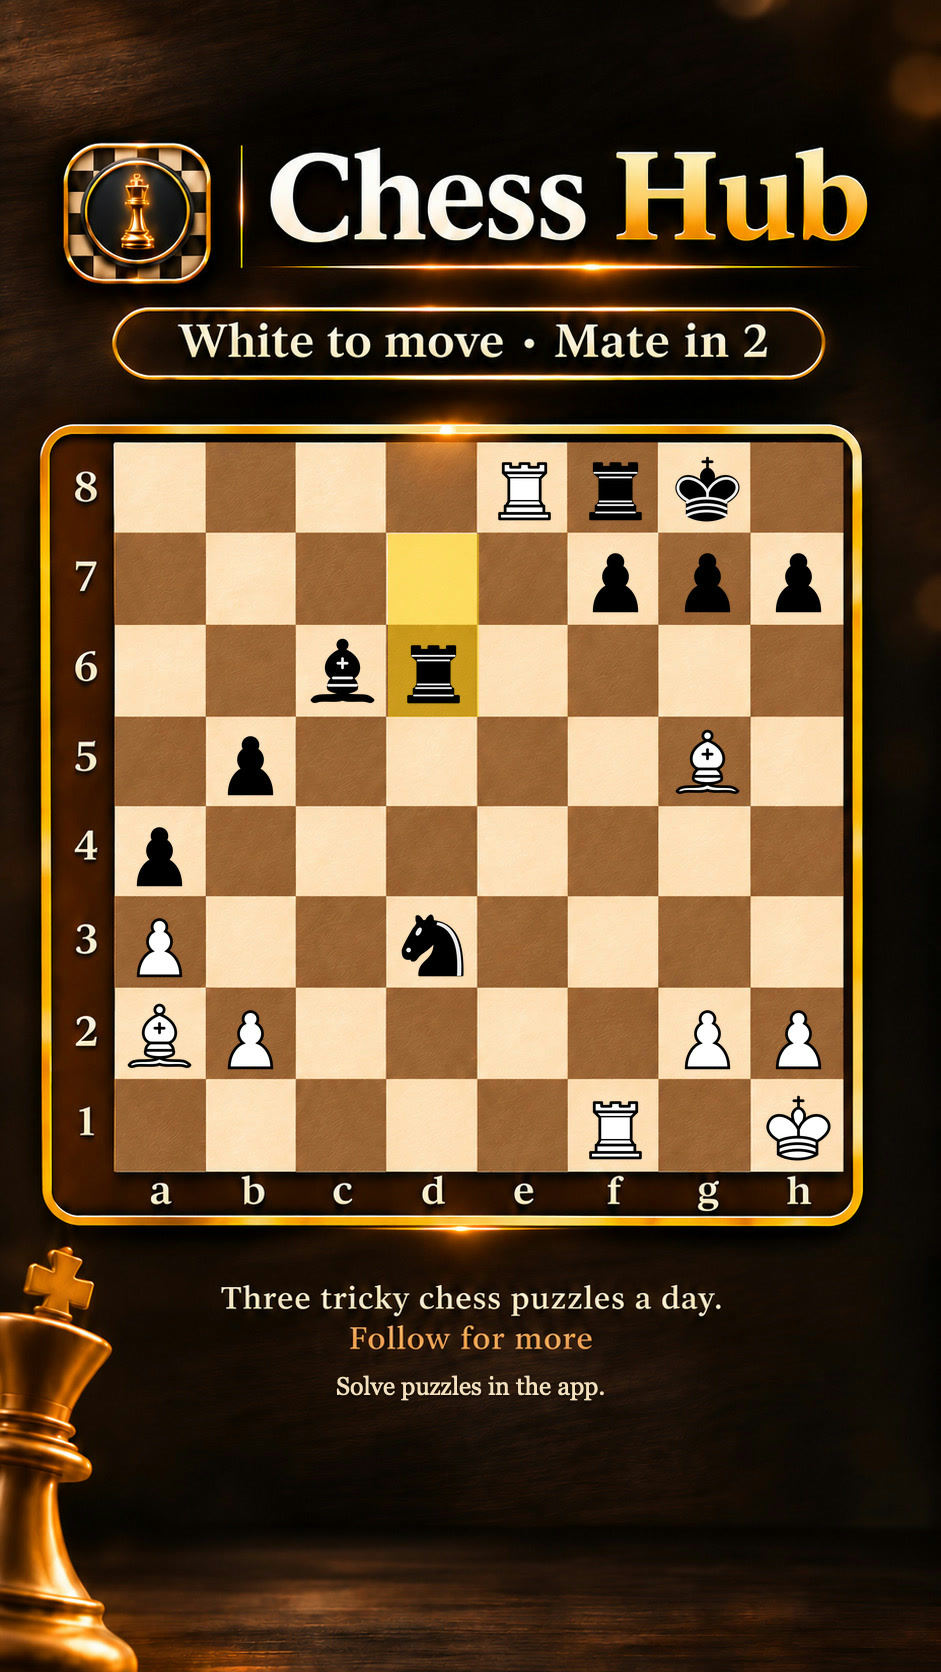 Chess Hub
White to move • Mate in 2
8
7
6
5
4
3
2
1
a b c d e f g h
Three tricky chess puzzles a day.
Follow for more
Solve puzzles in the app.